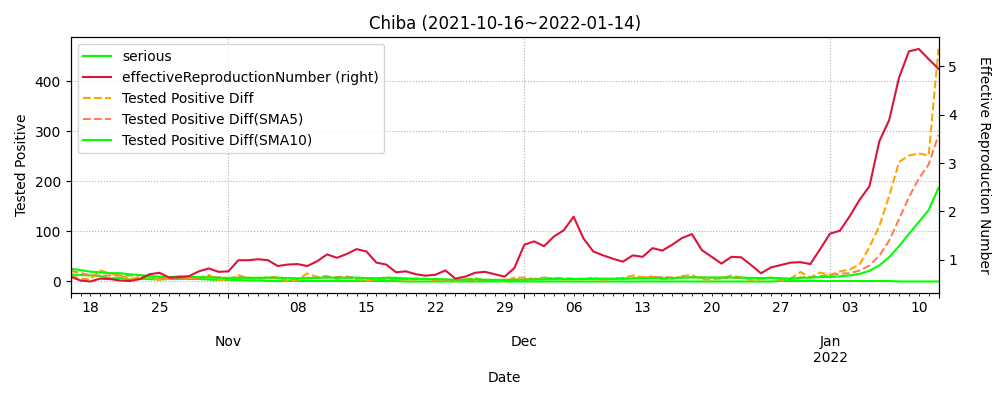 Chiba (2021-10-16~2022-01-14)
serious
effectiveReproductionNumber (right)
Tested Positive Diff
Tested Positive Diff(SMA5)
Tested Positive Diff(SMA10)
Tested Positive
400
300
200
100
0
Effective Reproduction Number
5
4
3
2
1
18 25 08 15 22 29 06 13 20 27 03 10
Nov Dec Jan
2022
Date